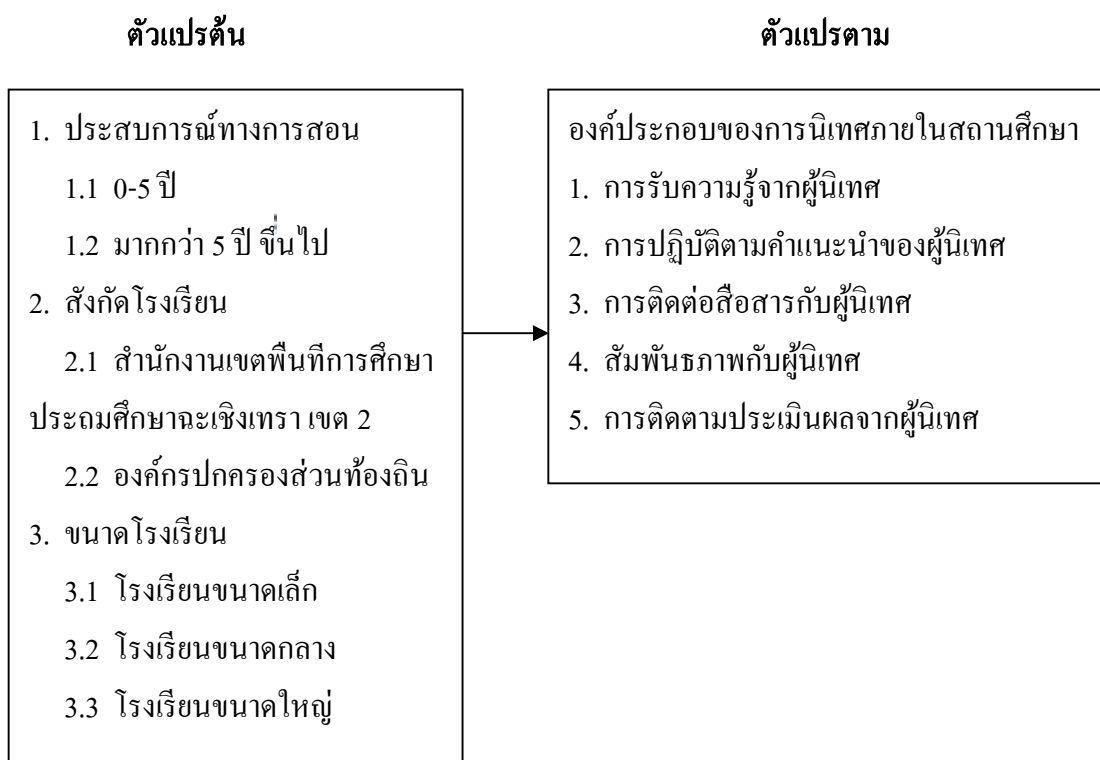 ตัวแปรต้น
ตัวแปรตาม
1. ประสบการณ์ทางการสอน
1.1 0-5 ปี
1.2 มากกว่า 5 ปี ขึ้นไป
2. สังกัดโรงเรียน
2.1 สำนักงานเขตพื้นที่การศึกษา
ประถมศึกษาฉะเชิงเทรา เขต 2
2.2 องค์กรปกครองส่วนท้องถิ่น
3. ขนาดโรงเรียน
3.1 โรงเรียนขนาดเล็ก
3.2 โรงเรียนขนาดกลาง
3.3 โรงเรียนขนาดใหญ่
องค์ประกอบของการนิเทศภายในสถานศึกษา
1. การรับความรู้จากผู้นิเทศ
2. การปฏิบัติตามคำแนะนำของผู้นิเทศ
3. การติดต่อสื่อสารกับผู้นิเทศ
4. สัมพันธภาพกับผู้นิเทศ
5. การติดตามประเมินผลจากผู้นิเทศ